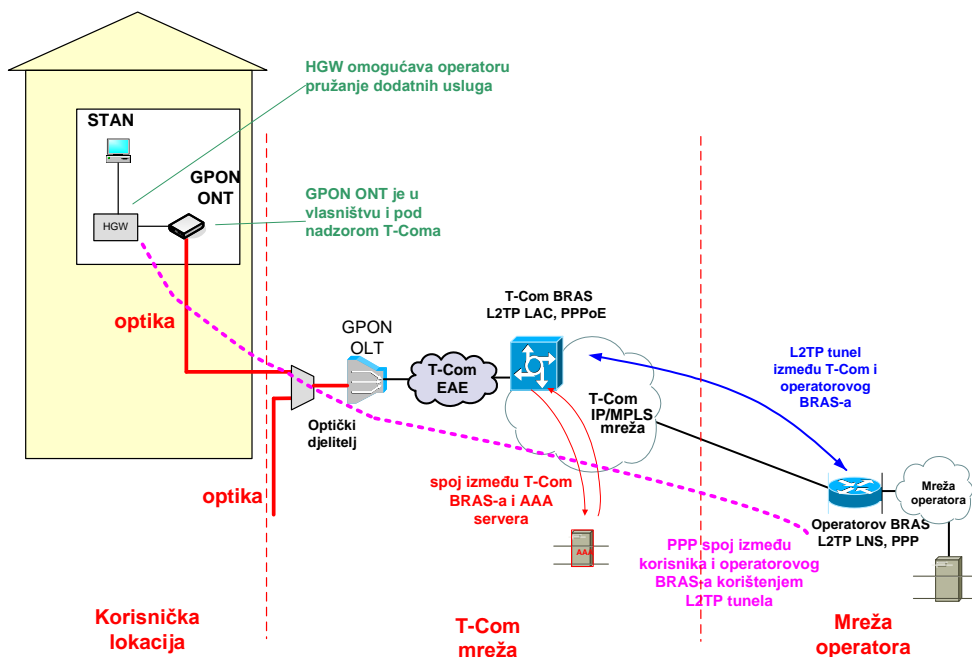 HGW omogućava operatoru
pružanje dodatnih usluga
STAN
GPON
ONT
HGW
GPON ONT je u
vlasništvu i pod
nadzorom T-Coma
optika
GPON
OLT
T-Com
EAE
T-Com BRAS
L2TP LAC, PPPoE
T-Com
IP/MPLS
mreža
L2TP tunel
između T-Com i
operatorovog
BRAS-a
Optički
djelitelj
optika
spoj između T-Com
BRAS-a i AAA
servera
AAA
Mreža
operatora
Operatorov BRAS
L2TP LNS, PPP
PPP spoj između
korisnika i operatorovog
BRAS-a korištenjem
L2TP tunela
Korisnička
lokacija
T-Com
mreža
Mreža
operatora